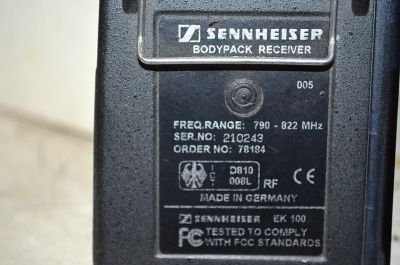 SENNHEISER
BODYPACK RECEIVER
005
FREQ.RANGE: 790 - 822 MHz
SER.NO: 210243
ORDER NO: 78184
D810
008L
RF CE
MADE IN GERMANY
SENNHEISER EK 100
FC TESTED TO COMPLY
WITH FCC STANDARDS